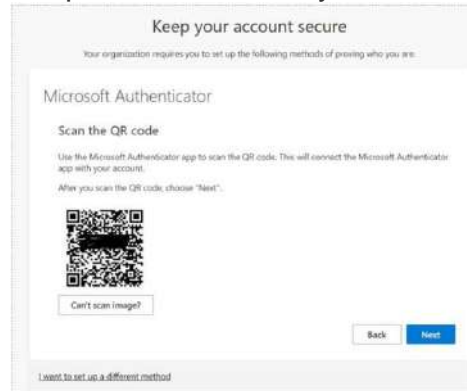 Keep your account secure
Your organization requires you to set up the following methods of proving who you are.
Microsoft Authenticator
Scan the QR code
Use the Microsoft Authenticator app to scan the QR code. This will connect the Microsoft Authenticator
app with your account.
After you scan the QR code, choose "Next".
Can't scan image?
Back Next
I want to set up a different method